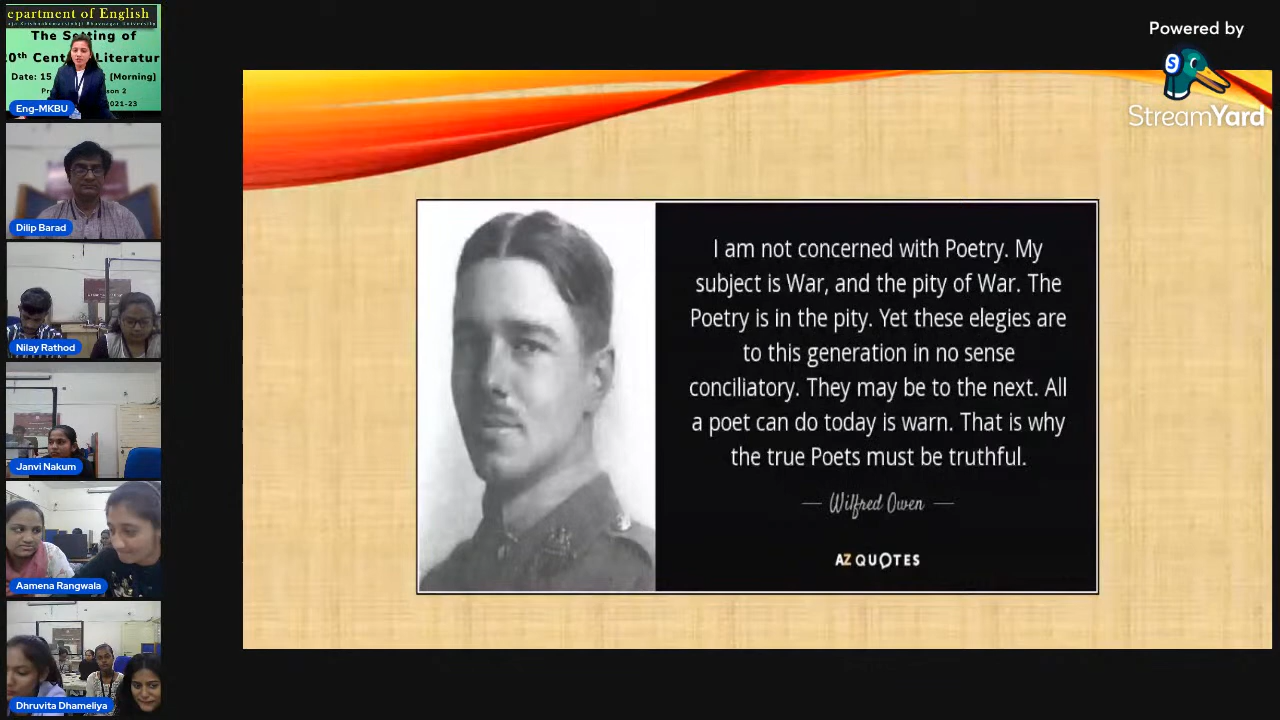 Department of English
The Setting of
Date: 15
(Morning)
2021-23
Eng-MKBU
Dilip Barad
Nilay Rathod
Janvi Nakum
Aamena Rangwala
Dhruvita Dhameliya
Powered by
StreamYard
I am not concerned with Poetry. My
subject is War, and the pity of War. The
Poetry is in the pity. Yet these elegies are
to this generation in no sense
conciliatory. They may be to the next. All
a poet can do today is warn. That is why
the true Poets must be truthful.
— Wilfred Owen —
AZ QUOTES